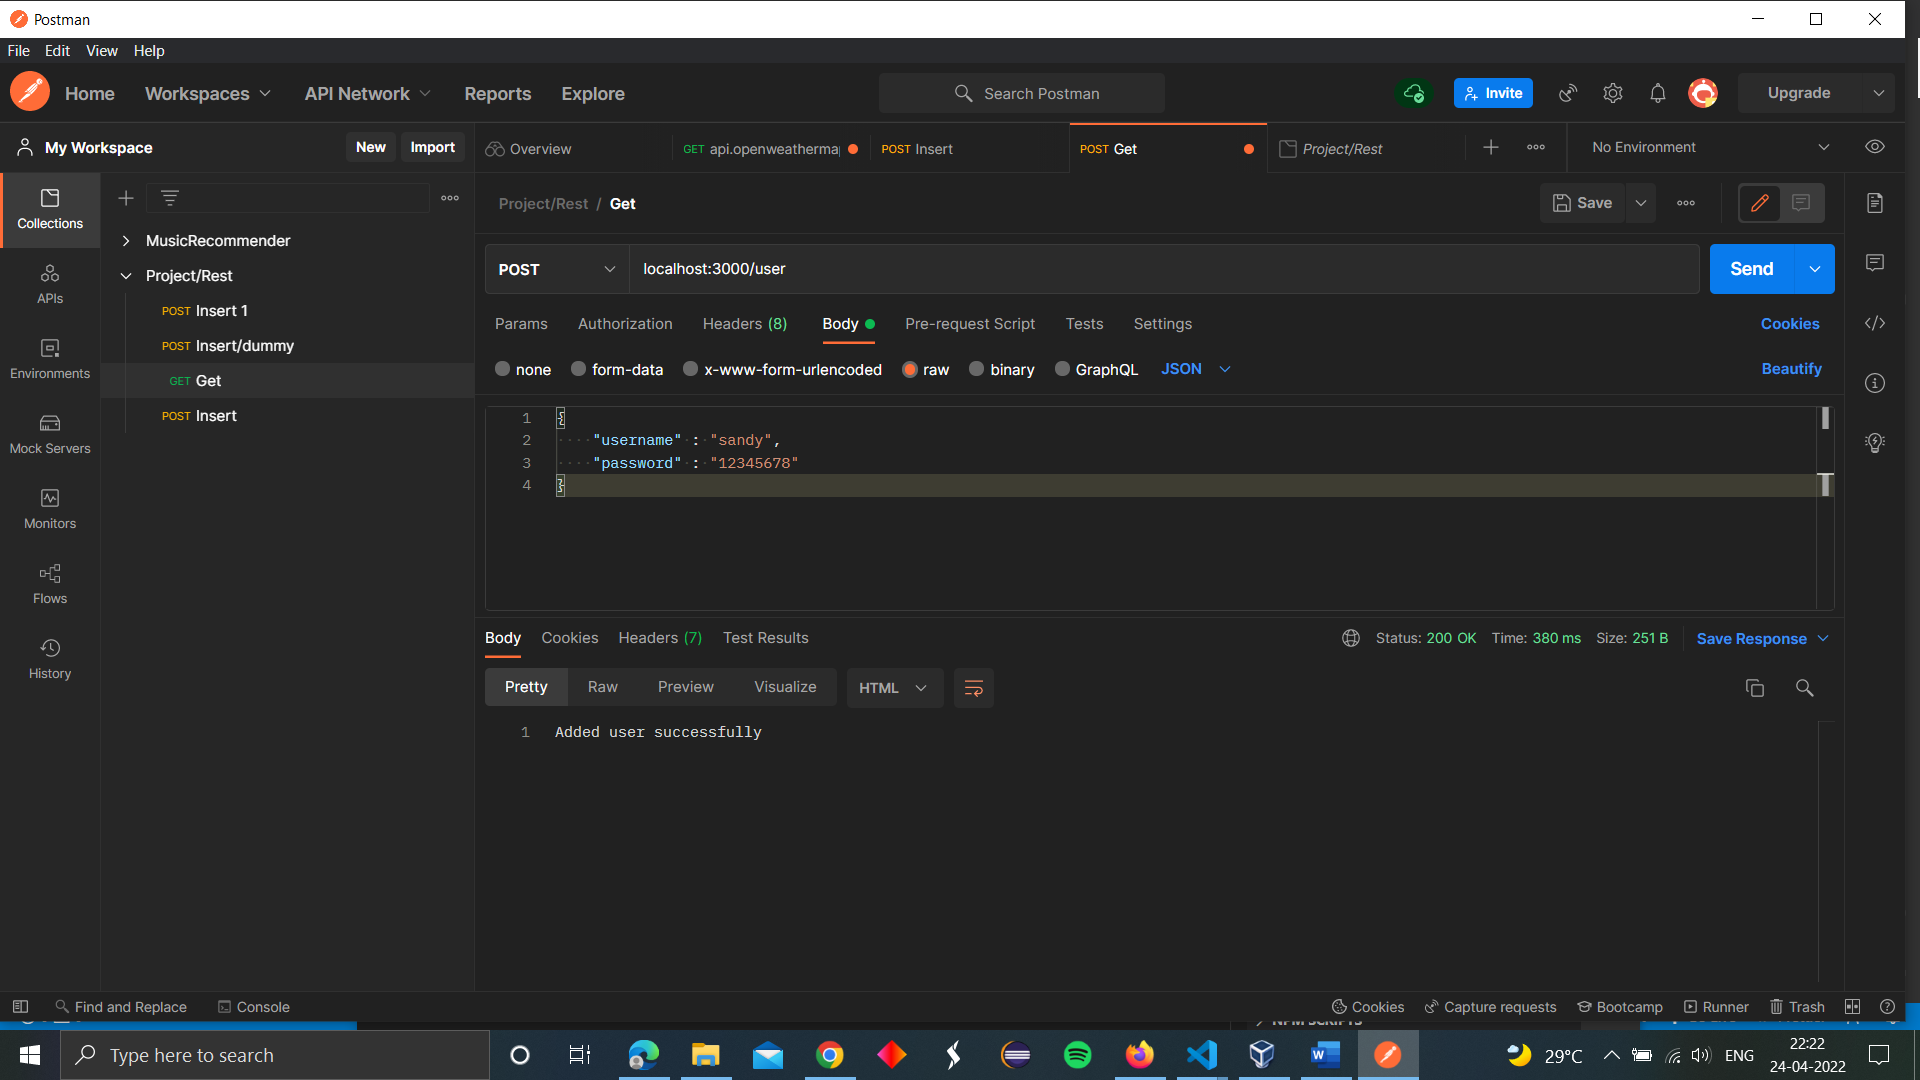 Postman
File Edit View Help
Home Workspaces API Network Reports Explore Search Postman Invite Upgrade
My Workspace New Import
Overview GET api.openweatherma POST Insert POST Get Project/Rest No Environment
Collections
APIs
Environments
Mock Servers
Monitors
Flows
History
MusicRecommender
Project/Rest
POST Insert 1
POST Insert/dummy
GET Get
POST Insert
Project/Rest / Get Save
POST localhost:3000/user Send
Params Authorization Headers (8) Body Pre-request Script Tests Settings Cookies
none form-data x-www-form-urlencoded raw binary GraphQL JSON Beautify
1 {
2 "username" : "sandy",
3 "password" : "12345678"
4 }
Body Cookies Headers (7) Test Results Status: 200 OK Time: 380 ms Size: 251 B Save Response
Pretty Raw Preview Visualize HTML
1 Added user successfully
Find and Replace Console Cookies Capture requests Bootcamp Runner Trash
NPM SCRIPTS
Type here to search 29°C ENG 22:22
24-04-2022